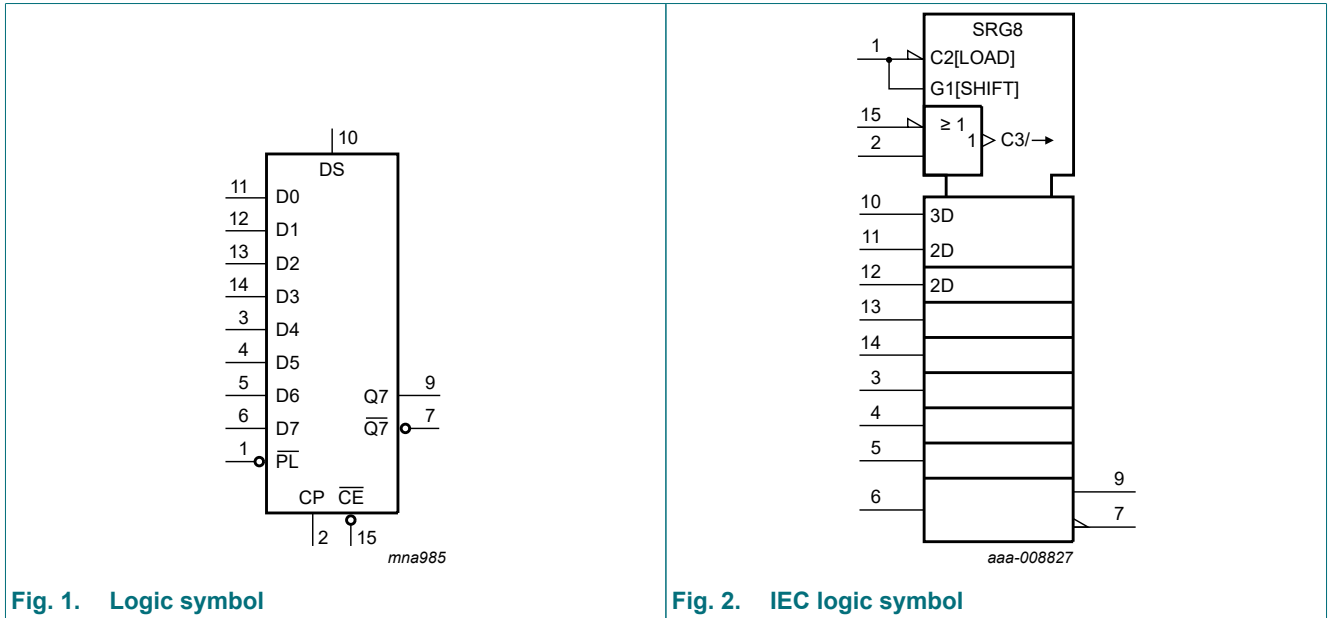 10
DS
11 D0
12 D1
13 D2
14 D3
3 D4
4 D5
5 D6 Q7 9
6 D7 Q7̅ 7
1 P̅L̅
CP C̅E̅
2 15
mna985
Fig. 1. Logic symbol
SRG8
1 C2[LOAD]
G1[SHIFT]
15 ≥ 1
2 1 C3/→
10 3D
11 2D
12 2D
13
14
3
4
5
6 9
7
aaa-008827
Fig. 2. IEC logic symbol